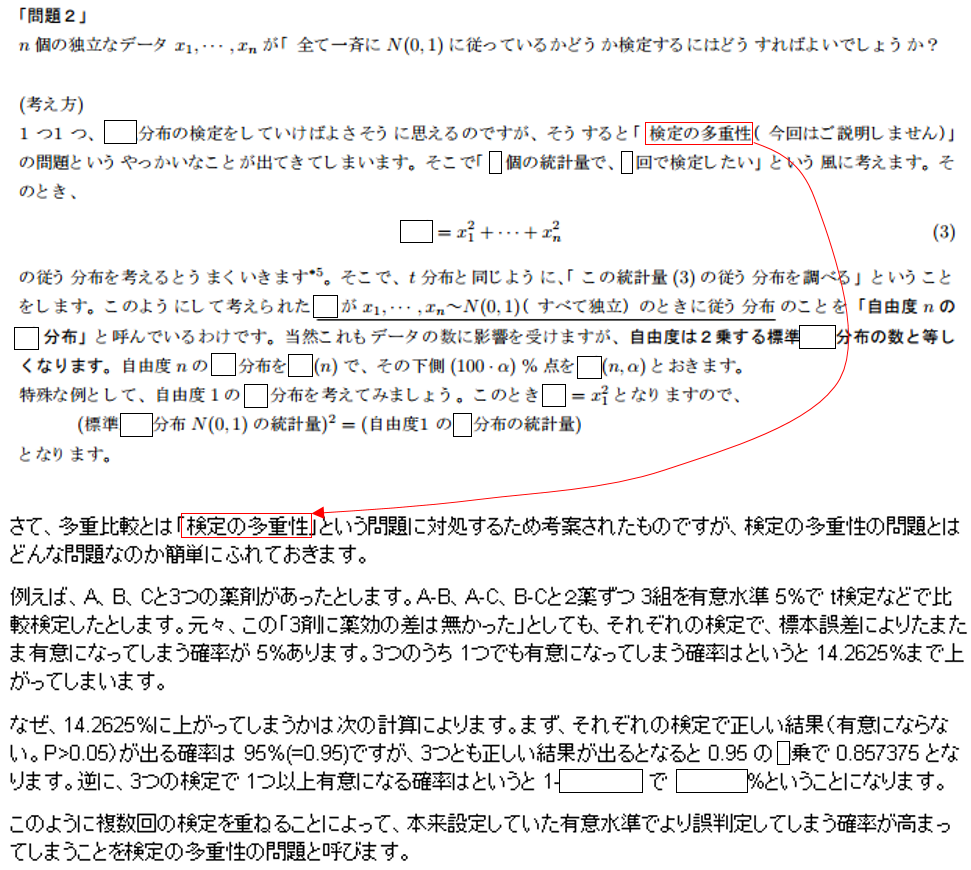 「問題２」
n 個の独立なデータ x₁, ⋯ , xₙ が「 全て一斉に N(0, 1) に従っているかどうか検定するにはどうすればよいでしょうか？
(考え方)
１つ１つ、 分布の検定をしていけばよさそうに思えるのですが、そうすると「 検定の多重性( 今回はご説明しません)」
の問題というやっかいなことが出てきてしまいます。そこで「 個の統計量で、 回で検定したい」という風に考えます。そ
のとき、
= x₁² + ⋯ + xₙ² (3)
の従う分布を考えるとうまくいきます*5。そこで、t 分布と同じように、「 この統計量 (3) の従う分布を調べる」ということ
をします。このようにして考えられた が x₁, ⋯ , xₙ～N(0, 1)( すべて独立) のときに従う分布 のことを 「自由度 n の
分布」と呼んでいるわけです。当然これもデータの数に影響を受けますが、自由度は２乗する標準 分布の数と等し
くなります。自由度 n の 分布を (n) で、その下側 (100・α) % 点を (n, α) とおきます。
特殊な例として、自由度 1 の 分布を考えてみましょう。このとき = x₁² となりますので、
(標準 分布 N(0, 1) の統計量)² = (自由度1 の 分布の統計量)
となります。
さて、多重比較とは「検定の多重性」という問題に対処するため考案されたものですが、検定の多重性の問題とは
どんな問題なのか簡単にふれておきます。
例えば、A、B、Cと3つの薬剤があったとします。A-B、A-C、B-Cと２薬ずつ 3組を有意水準 5%で t検定などで比
較検定したとします。元々、この「3剤に薬効の差は無かった」としても、それぞれの検定で、標本誤差によりたまた
ま有意になってしまう確率が 5%あります。3つのうち 1つでも有意になってしまう確率はというと 14.2625%まで上
がってしまいます。
なぜ、14.2625%に上がってしまうかは次の計算によります。まず、それぞれの検定で正しい結果（有意にならな
い。P>0.05）が出る確率は 95%(=0.95)ですが、3つとも正しい結果が出るとなると 0.95 の 乗で 0.857375 とな
ります。逆に、3つの検定で 1つ以上有意になる確率はというと 1- で %ということになります。
このように複数回の検定を重ねることによって、本来設定していた有意水準でより誤判定してしまう確率が高まっ
てしまうことを検定の多重性の問題と呼びます。